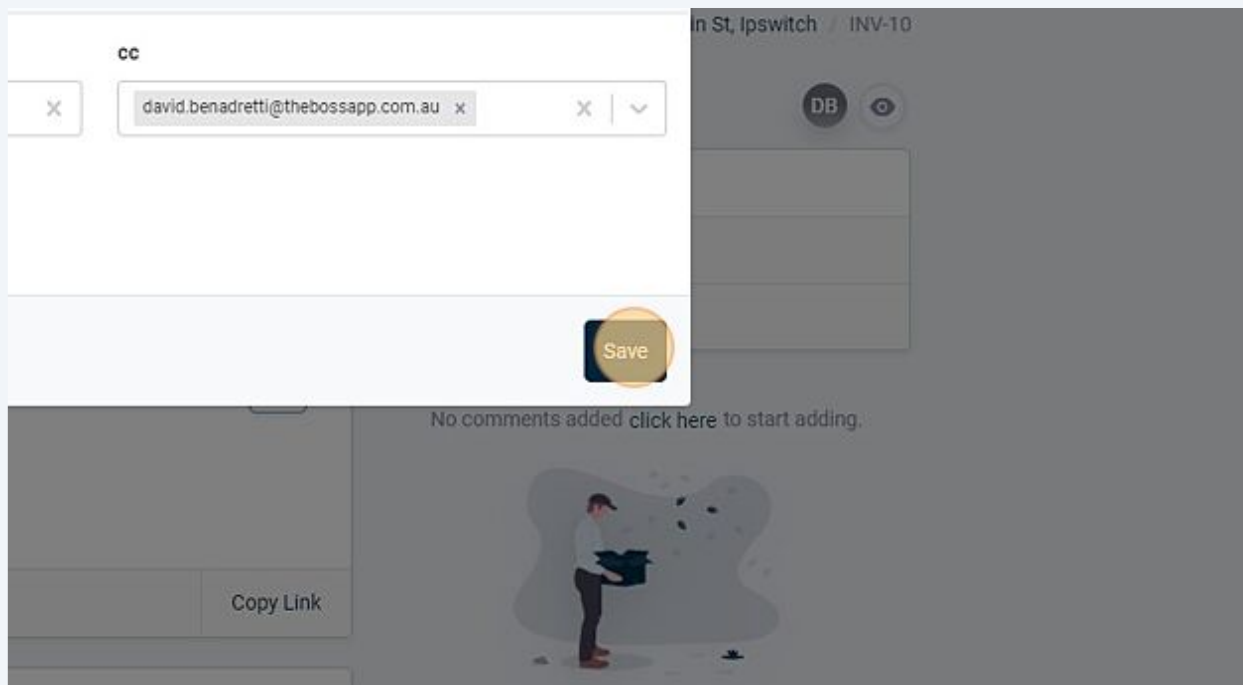 in St, Ipswitch / INV-10
cc
david.benadretti@thebossapp.com.au x
DB
Save
No comments added click here to start adding.
Copy Link